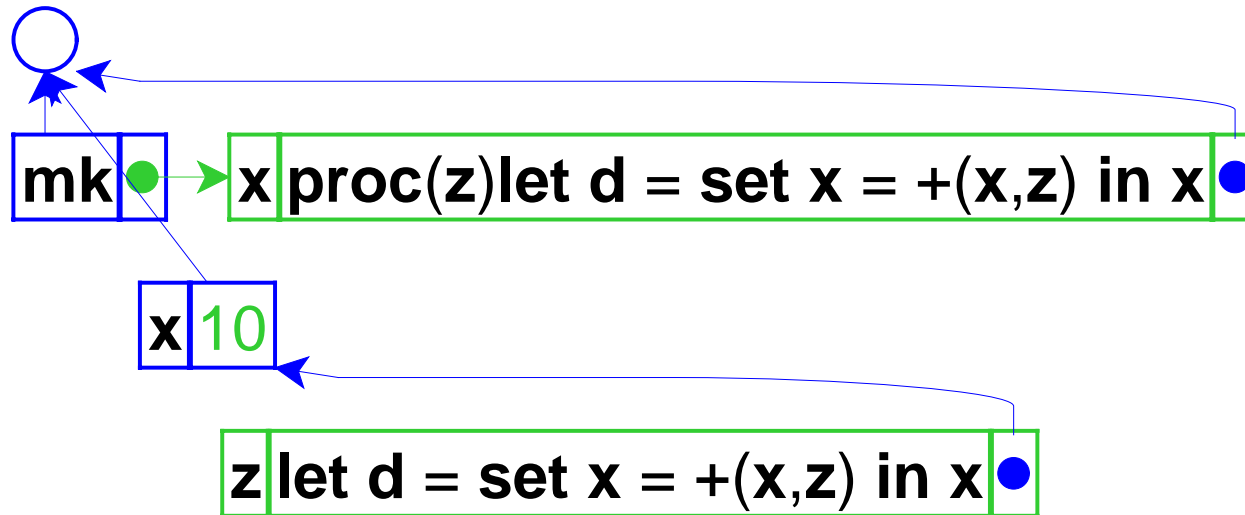 mk x proc(z)let d = set x = +(x,z) in x
x 10
z let d = set x = +(x,z) in x